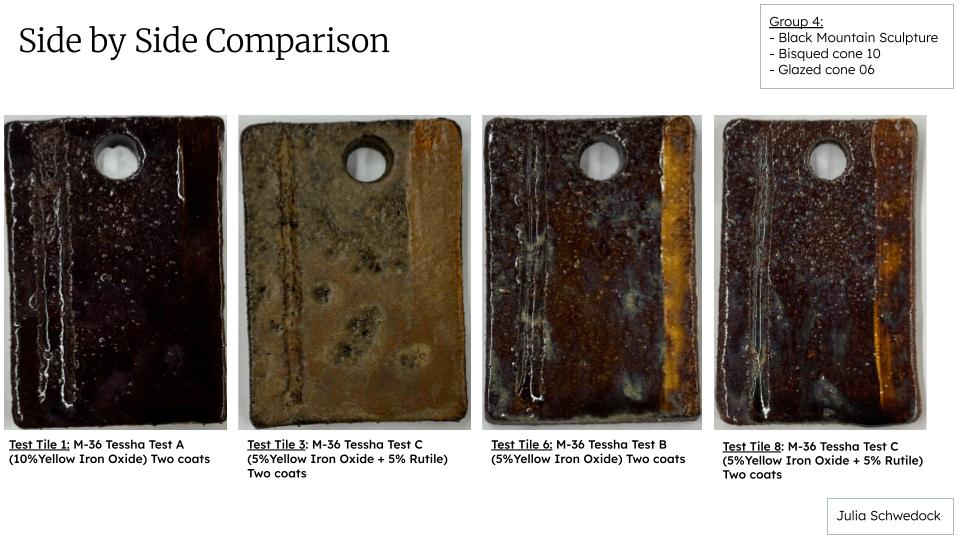 Side by Side Comparison
Group 4:
- Black Mountain Sculpture
- Bisqued cone 10
- Glazed cone 06
Test Tile 1: M-36 Tessha Test A
(10%Yellow Iron Oxide) Two coats
Test Tile 3: M-36 Tessha Test C
(5%Yellow Iron Oxide + 5% Rutile)
Two coats
Test Tile 6: M-36 Tessha Test B
(5%Yellow Iron Oxide) Two coats
Test Tile 8: M-36 Tessha Test C
(5%Yellow Iron Oxide + 5% Rutile)
Two coats
Julia Schwedock